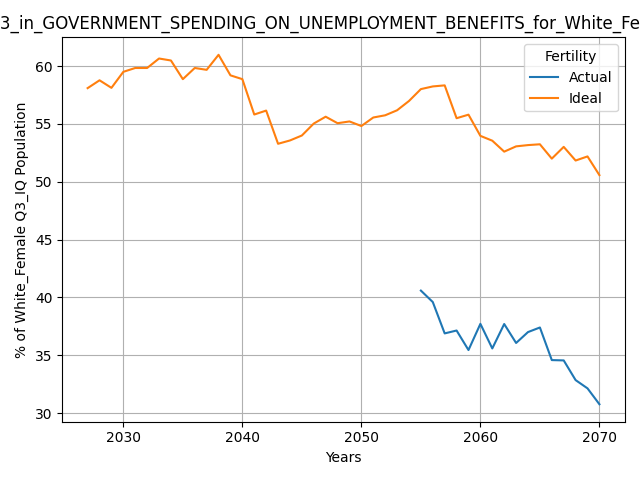 3_in_GOVERNMENT_SPENDING_ON_UNEMPLOYMENT_BENEFITS_for_White_Fe
Fertility
Actual
Ideal
% of White_Female Q3_IQ Population
60
55
50
45
40
35
30
2030
2040
2050
2060
2070
Years